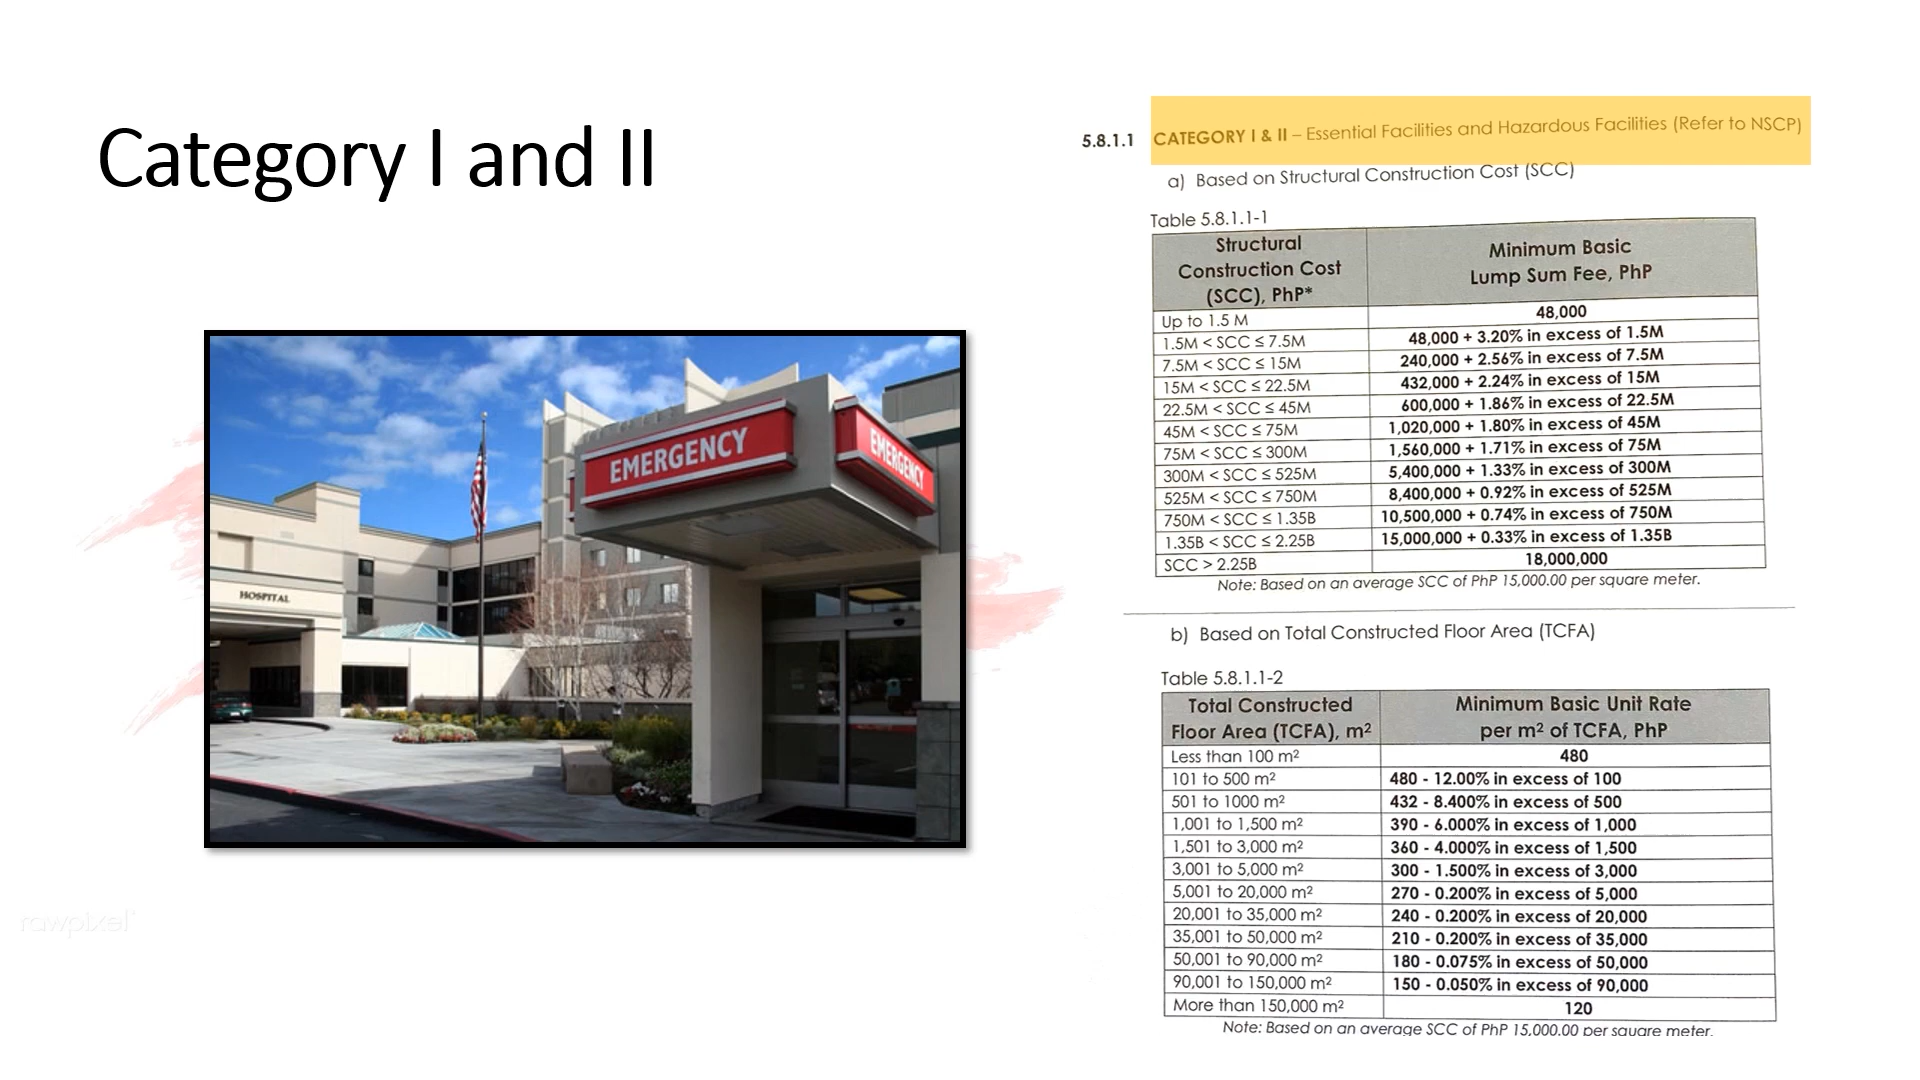 Category I and II
EMERGENCY
EMERGENCY
HOSPITAL
rawpixel
5.8.1.1 CATEGORY I & II – Essential Facilities and Hazardous Facilities (Refer to NSCP)
a) Based on Structural Construction Cost (SCC)
Table 5.8.1.1-1
Structural Construction Cost (SCC), PhP* Minimum Basic Lump Sum Fee, PhP
Up to 1.5 M 48,000
1.5M < SCC ≤ 7.5M 48,000 + 3.20% in excess of 1.5M
7.5M < SCC ≤ 15M 240,000 + 2.56% in excess of 7.5M
15M < SCC ≤ 22.5M 432,000 + 2.24% in excess of 15M
22.5M < SCC ≤ 45M 600,000 + 1.86% in excess of 22.5M
45M < SCC ≤ 75M 1,020,000 + 1.80% in excess of 45M
75M < SCC ≤ 300M 1,560,000 + 1.71% in excess of 75M
300M < SCC ≤ 525M 5,400,000 + 1.33% in excess of 300M
525M < SCC ≤ 750M 8,400,000 + 0.92% in excess of 525M
750M < SCC ≤ 1.35B 10,500,000 + 0.74% in excess of 750M
1.35B < SCC ≤ 2.25B 15,000,000 + 0.33% in excess of 1.35B
SCC > 2.25B 18,000,000
Note: Based on an average SCC of PhP 15,000.00 per square meter.
b) Based on Total Constructed Floor Area (TCFA)
Table 5.8.1.1-2
Total Constructed Floor Area (TCFA), m² Minimum Basic Unit Rate per m² of TCFA, PhP
Less than 100 m² 480
101 to 500 m² 480 - 12.00% in excess of 100
501 to 1000 m² 432 - 8.400% in excess of 500
1,001 to 1,500 m² 390 - 6.000% in excess of 1,000
1,501 to 3,000 m² 360 - 4.000% in excess of 1,500
3,001 to 5,000 m² 300 - 1.500% in excess of 3,000
5,001 to 20,000 m² 270 - 0.200% in excess of 5,000
20,001 to 35,000 m² 240 - 0.200% in excess of 20,000
35,001 to 50,000 m² 210 - 0.200% in excess of 35,000
50,001 to 90,000 m² 180 - 0.075% in excess of 50,000
90,001 to 150,000 m² 150 - 0.050% in excess of 90,000
More than 150,000 m² 120
Note: Based on an average SCC of PhP 15,000.00 per square meter.